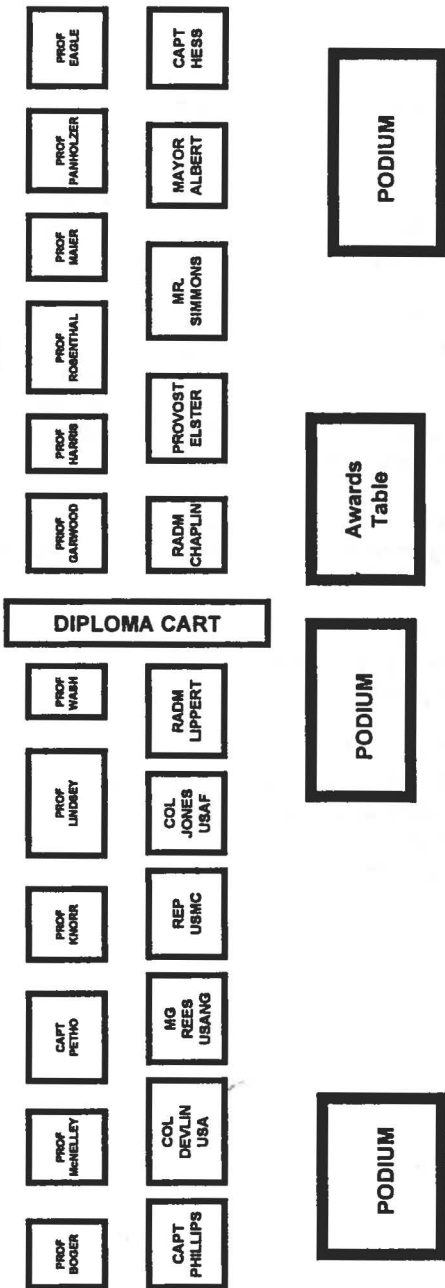 PROF
BOGER
PROF
McNELLEY
CAPT
PETHO
PROF
KNORR
PROF
LINDSEY
PROF
WASH
DIPLOMA CART
PRIOF
GARWOOD
PROF
HARRIS
PROF
ROSENTHAL
PROF
MAIER
PROF
PANHOLZER
PROF
EAGLE
CAPT
PHILLIPS
COL
DEVLIN
USA
MG
REES
USANG
REP
USMC
COL
JONES
USAF
RADM
LIPPERT
RADM
CHAPLIN
PROVOST
ELSTER
MR.
SIMMONS
MAYOR
ALBERT
CAPT
HESS
PODIUM
PODIUM
Awards
Table
PODIUM